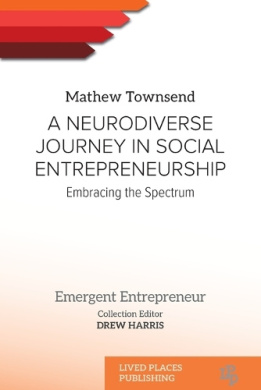 Mathew Townsend
A NEURODIVERSE
JOURNEY IN SOCIAL
ENTREPRENEURSHIP
Embracing the Spectrum
Emergent Entrepreneur
Collection Editor
DREW HARRIS
LIVED PLACES
PUBLISHING